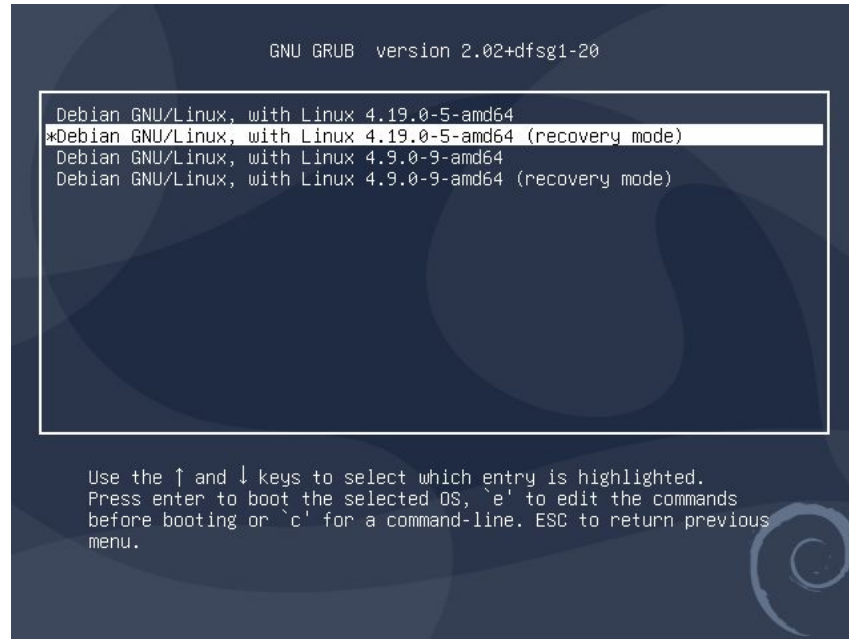 GNU GRUB version 2.02+dfsg1-20
Debian GNU/Linux, with Linux 4.19.0-5-amd64
*Debian GNU/Linux, with Linux 4.19.0-5-amd64 (recovery mode)
Debian GNU/Linux, with Linux 4.9.0-9-amd64
Debian GNU/Linux, with Linux 4.9.0-9-amd64 (recovery mode)
Use the ↑ and ↓ keys to select which entry is highlighted.
Press enter to boot the selected OS, `e' to edit the commands
before booting or `c' for a command-line. ESC to return previous
menu.